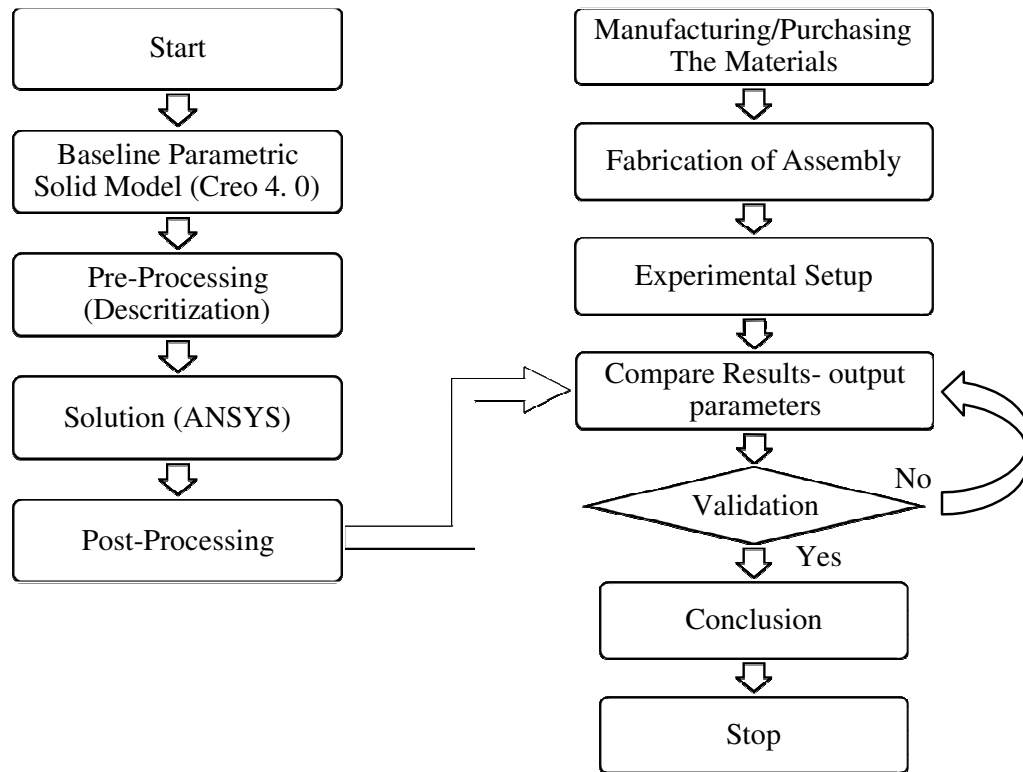 Start
Baseline Parametric
Solid Model (Creo 4. 0)
Pre-Processing
(Descritization)
Solution (ANSYS)
Post-Processing
Manufacturing/Purchasing
The Materials
Fabrication of Assembly
Experimental Setup
Compare Results- output
parameters
Validation
No
Yes
Conclusion
Stop